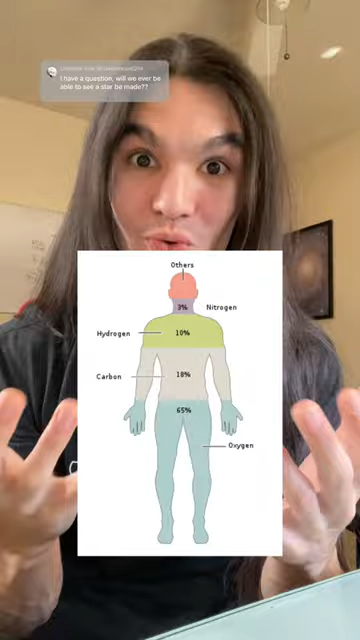 I have a question, will we ever be
able to see a star be made??
Others
3%
Nitrogen
Hydrogen
10%
Carbon
18%
65%
Oxygen